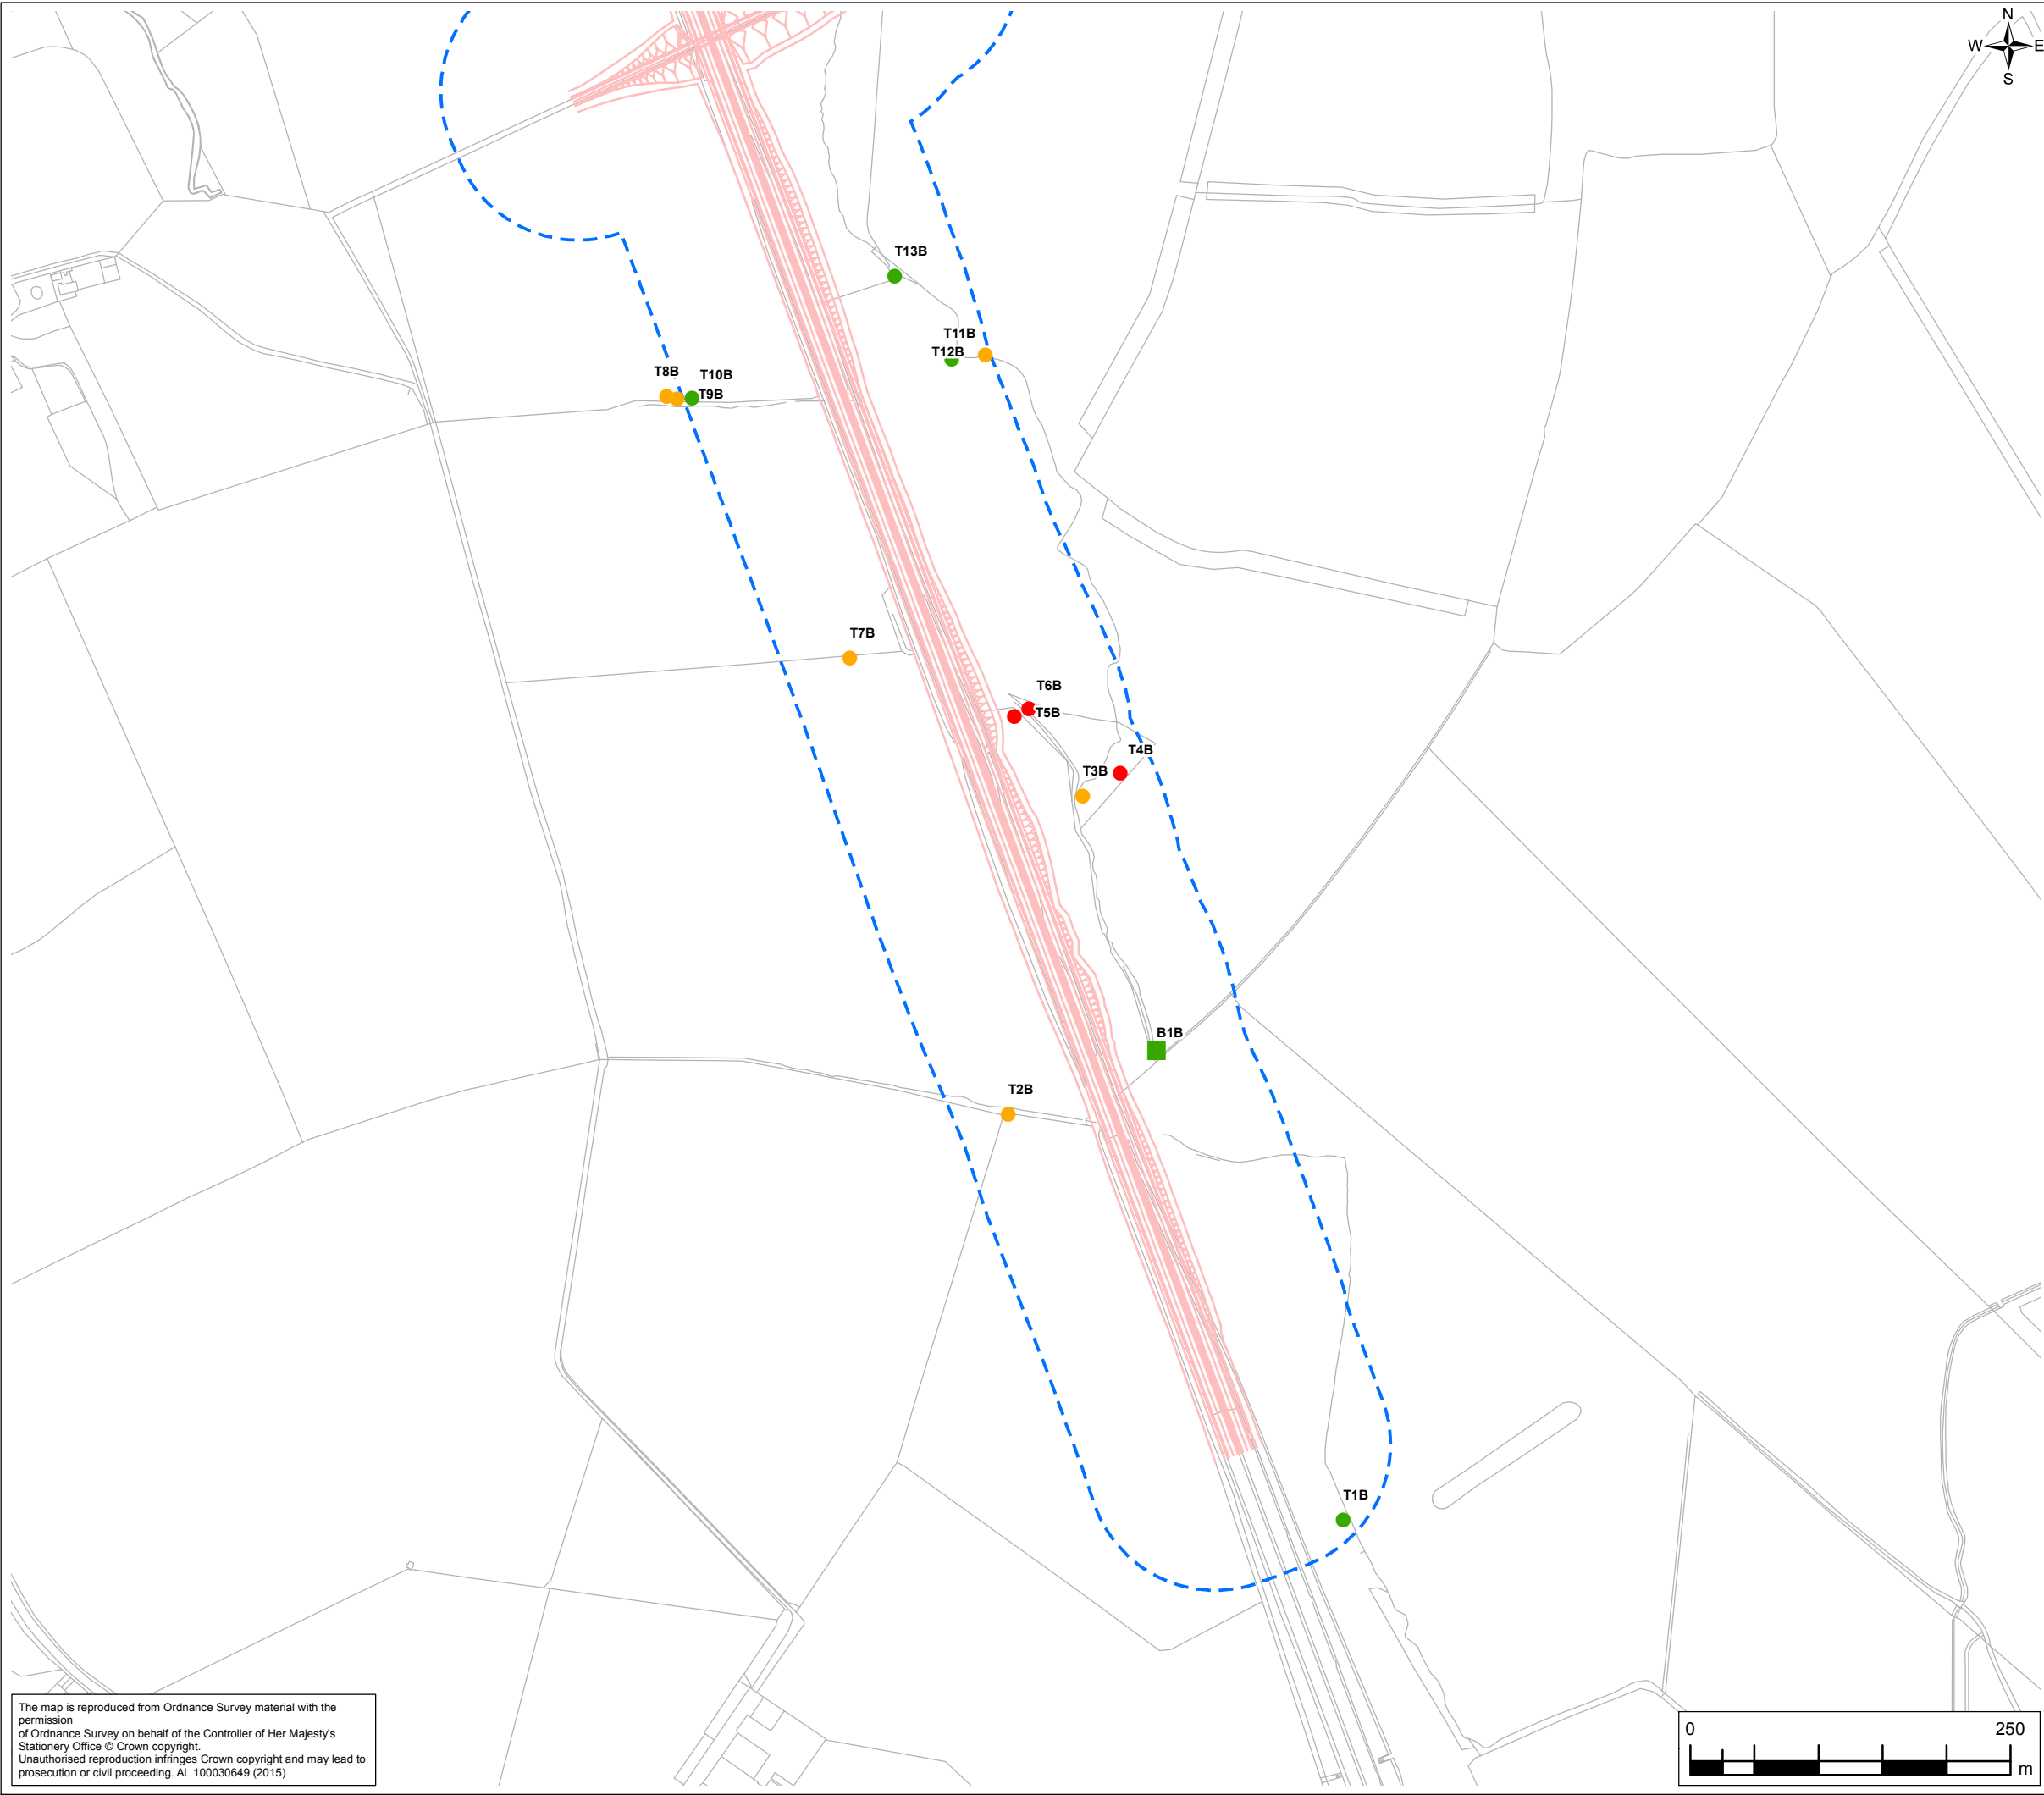 N
W E
S
T13B
T11B
T12B
T8B
T10B
T9B
T7B
T6B
T5B
T4B
T3B
B1B
T2B
T1B
The map is reproduced from Ordnance Survey material with the
permission
of Ordnance Survey on behalf of the Controller of Her Majesty's
Stationery Office © Crown copyright.
Unauthorised reproduction infringes Crown copyright and may lead to
prosecution or civil proceeding. AL 100030649 (2015)
0 250
m